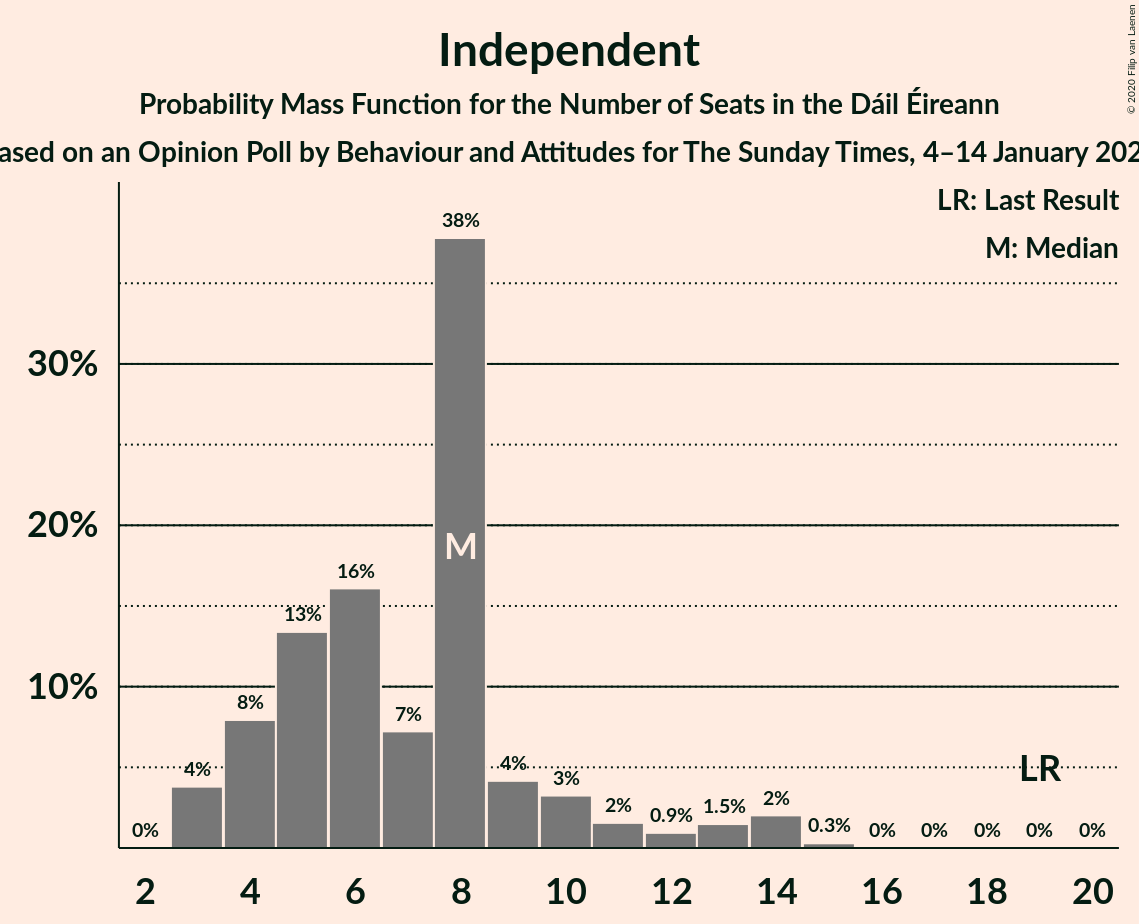 Independent
Probability Mass Function for the Number of Seats in the Dáil Éireann
ased on an Opinion Poll by Behaviour and Attitudes for The Sunday Times, 4–14 January 202
© 2020 Filip van Laenen
LR: Last Result
M: Median
30%
20%
10%
0%
4%
8%
13%
16%
7%
38%
M
4%
3%
2%
0.9%
1.5%
2%
0.3%
0%
0%
0%
LR
0%
0%
2 4 6 8 10 12 14 16 18 20